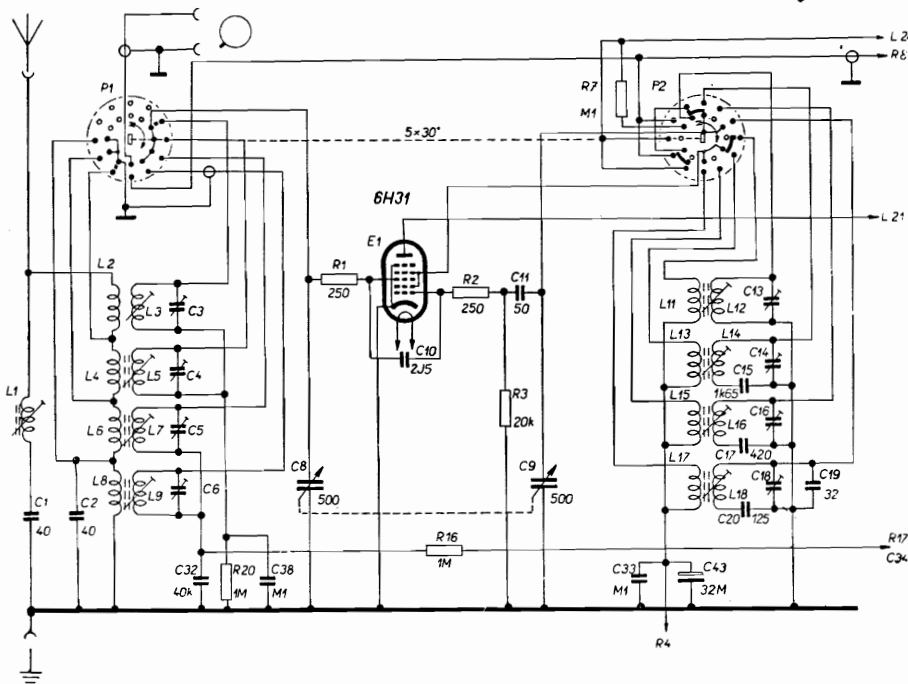 L 2
R8
P1
R7
M1
P2
5×30°
6H31
E1
L 21
L2
R1
250
R2
250
C11
50
L3
C3
L11
L12
C13
C10
2J5
L13
L14
C14
L4
L5
C4
C15
1k65
R3
20k
L1
L15
L16
C16
L6
L7
C5
C17
420
C8
500
C9
500
L17
C18
C19
32
L8
L9
C6
L18
C20
125
C1
40
C2
40
R16
1M
R17
C34
C32
40k
R20
1M
C38
M1
C33
M1
C43
32M
R4